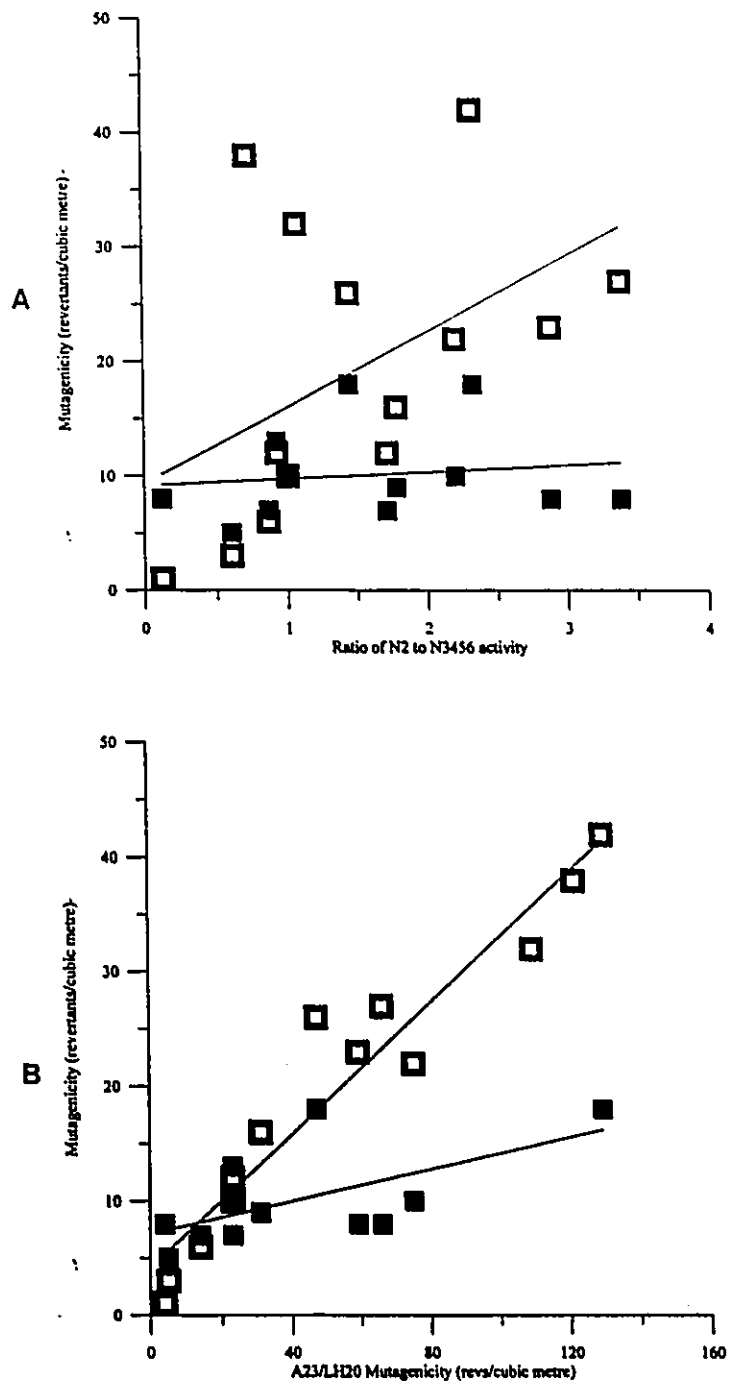 A
Mutagenicity (revertants/cubic metre) -
50
40
30
20
10
0
0 1 2 3 4
Ratio of N2 to N3456 activity
B
Mutagenicity (revertants/cubic metre)-
50
40
30
20
10
0
0 40 80 120 160
A23/LH20 Mutagenicity (revs/cubic metre)